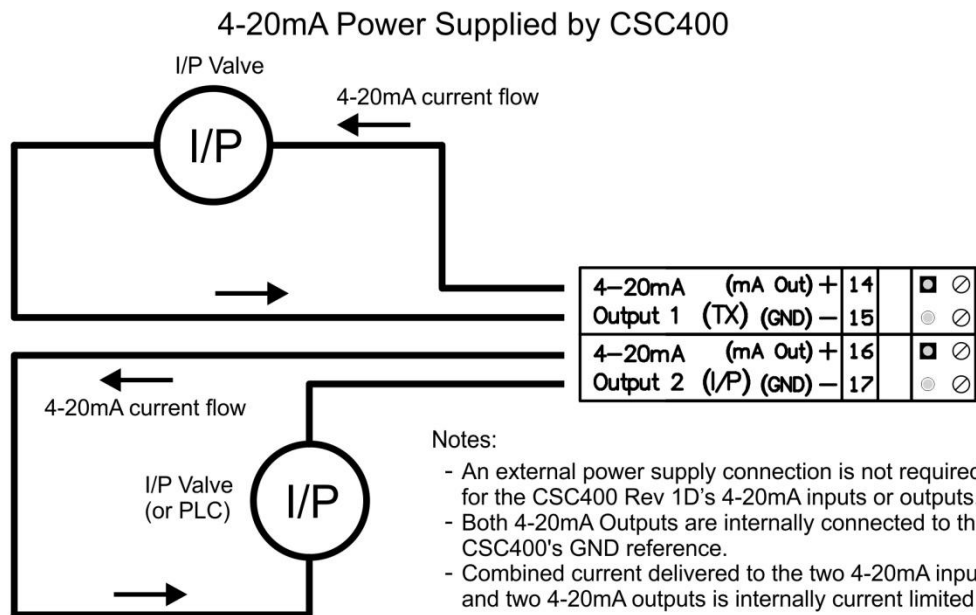 4-20mA Power Supplied by CSC400
I/P Valve
4-20mA current flow
I/P
4-20mA (mA Out) + 14
Output 1 (TX) (GND) - 15
4-20mA (mA Out) + 16
Output 2 (I/P) (GND) - 17
4-20mA current flow
I/P Valve
(or PLC)
I/P
Notes:
- An external power supply connection is not required
for the CSC400 Rev 1D's 4-20mA inputs or outputs
- Both 4-20mA Outputs are internally connected to th
CSC400's GND reference.
- Combined current delivered to the two 4-20mA inpu
and two 4-20mA outputs is internally current limited